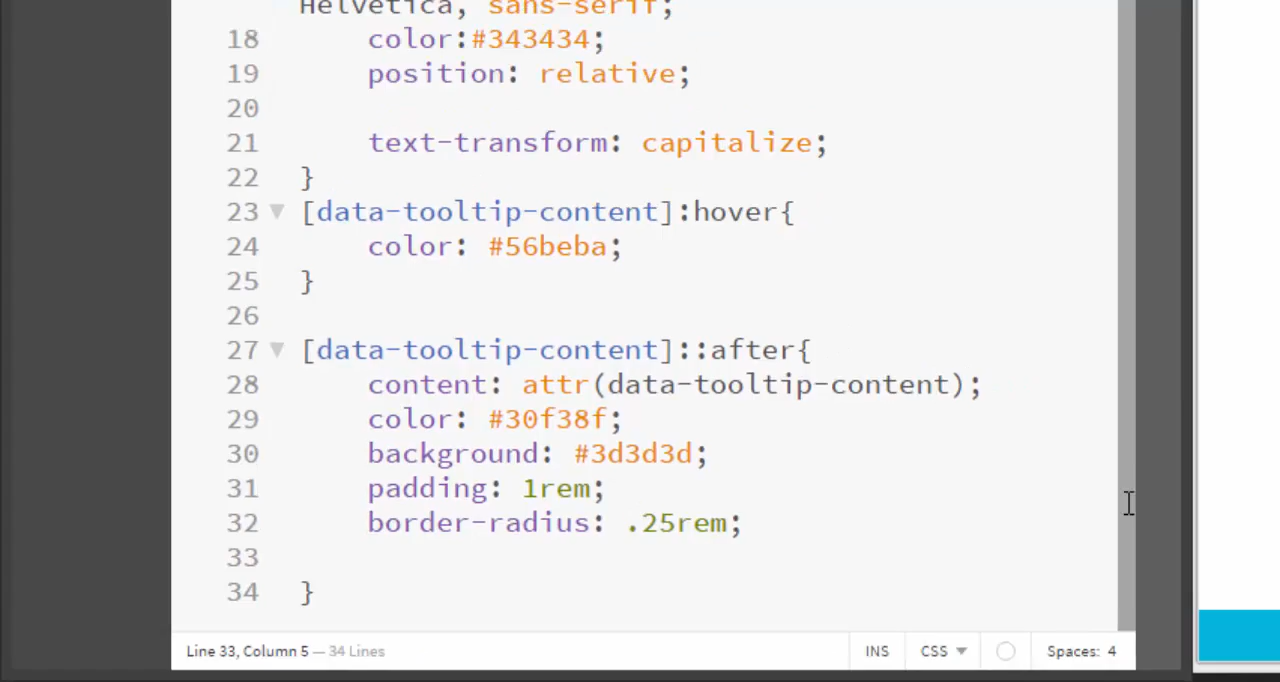 Helvetica, sans-serif;
18 color:#343434;
19 position: relative;
20
21 text-transform: capitalize;
22 }
23 [data-tooltip-content]:hover{
24 color: #56beba;
25 }
26
27 [data-tooltip-content]::after{
28 content: attr(data-tooltip-content);
29 color: #30f38f;
30 background: #3d3d3d;
31 padding: 1rem;
32 border-radius: .25rem;
33
34 }
Line 33, Column 5 — 34 Lines INS CSS Spaces: 4